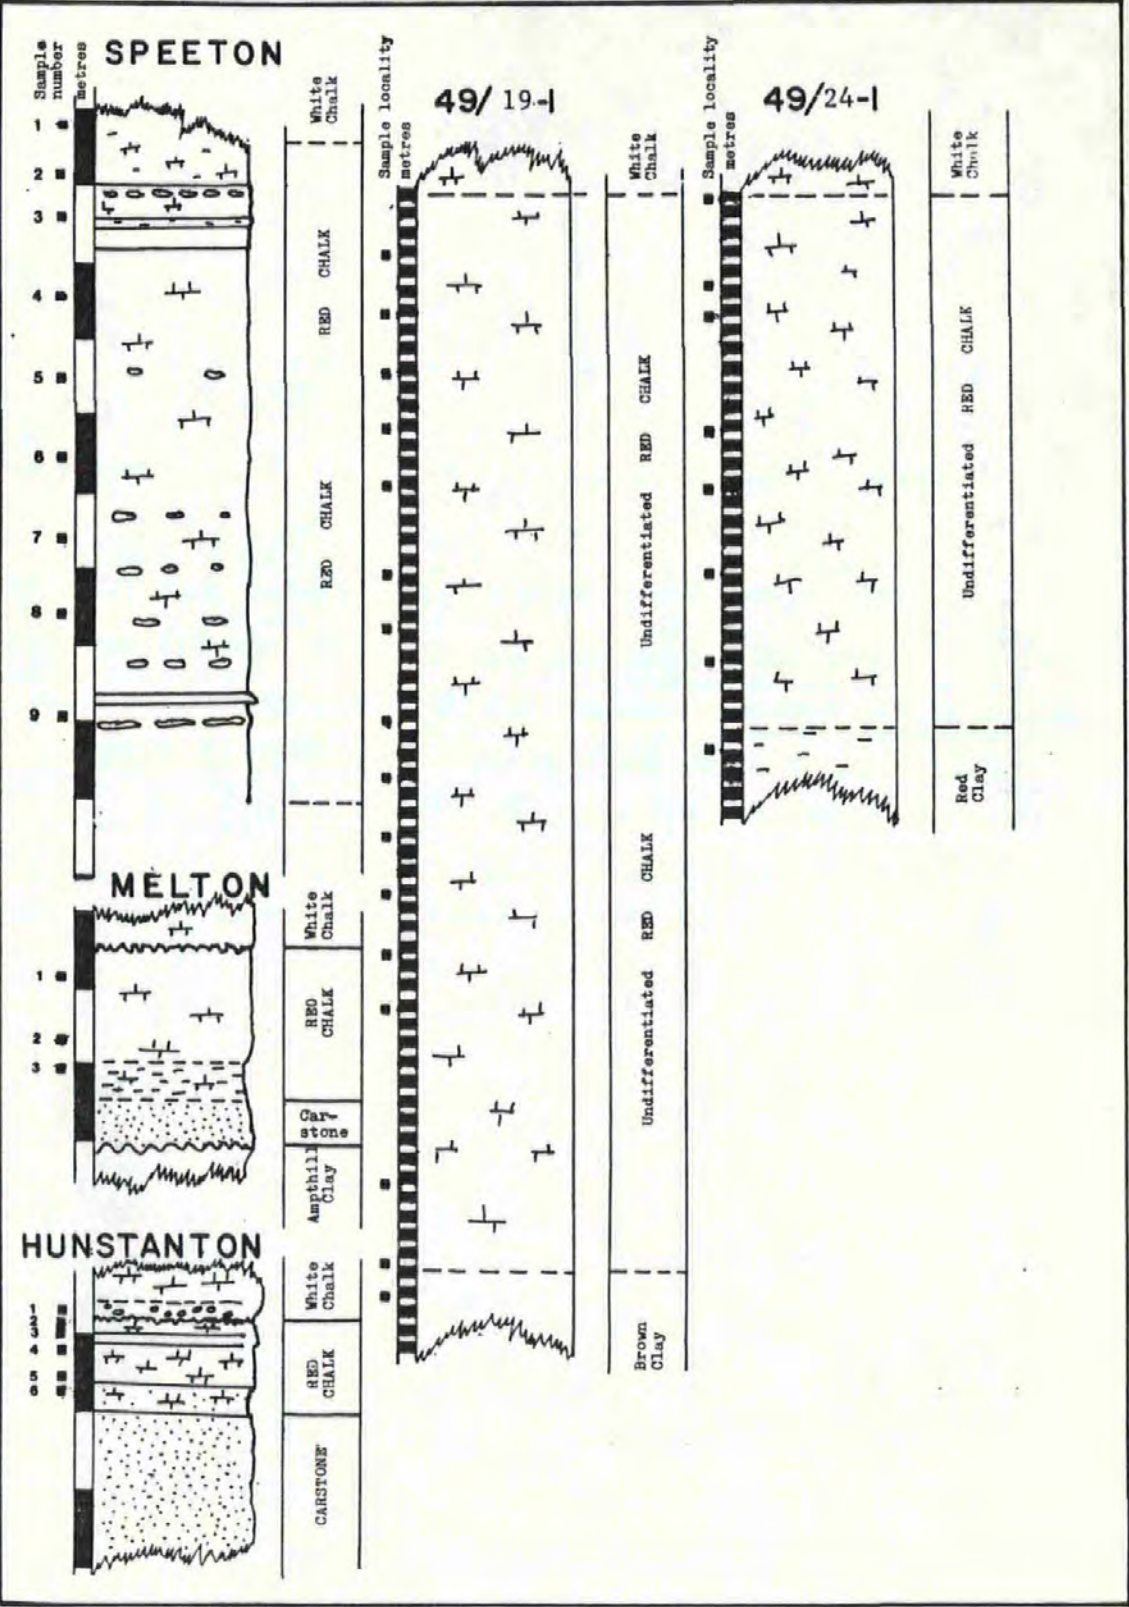 SPEETON
Sample number
metres
1
2
3
4
5
6
7
8
9
White Chalk
RED CHALK
RED CHALK
MELTON
1
2
3
White Chalk
RED CHALK
Car-
stone
Ampthill Clay
HUNSTANTON
1
2
3
4
5
6
White Chalk
RED CHALK
CARSTONE
49/19-1
Sample locality
metres
White Chalk
Undifferentiated RED CHALK
Undifferentiated RED CHALK
Brown Clay
49/24-1
Sample locality
metres
White Chalk
Undifferentiated RED CHALK
Red Clay